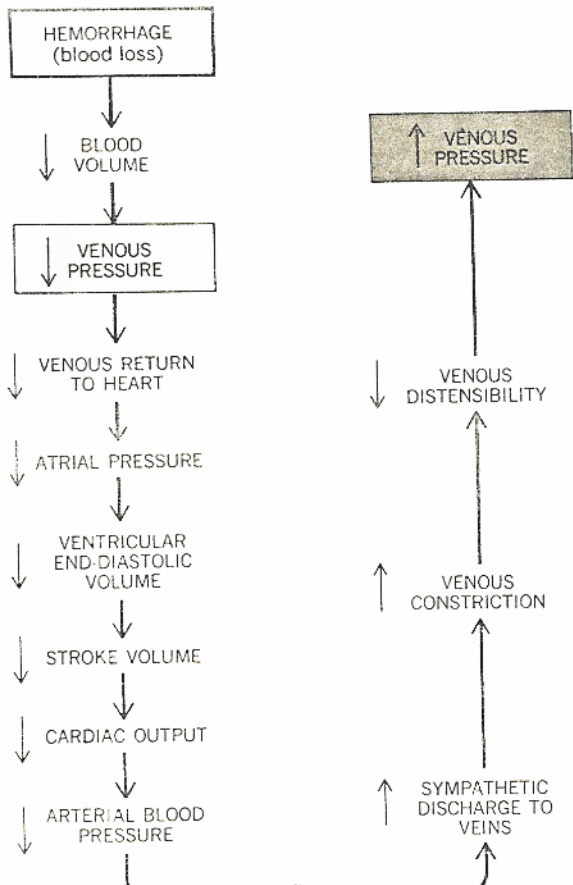 HEMORRHAGE
(blood loss)
↓ BLOOD
VOLUME
↓ VENOUS
PRESSURE
↓ VENOUS RETURN
TO HEART
↓ ATRIAL PRESSURE
↓ VENTRICULAR
END-DIASTOLIC
VOLUME
↓ STROKE VOLUME
↓ CARDIAC OUTPUT
↓ ARTERIAL BLOOD
PRESSURE
↑ SYMPATHETIC
DISCHARGE TO
VEINS
↑ VENOUS
CONSTRICTION
↓ VENOUS
DISTENSIBILITY
↑ VENOUS
PRESSURE